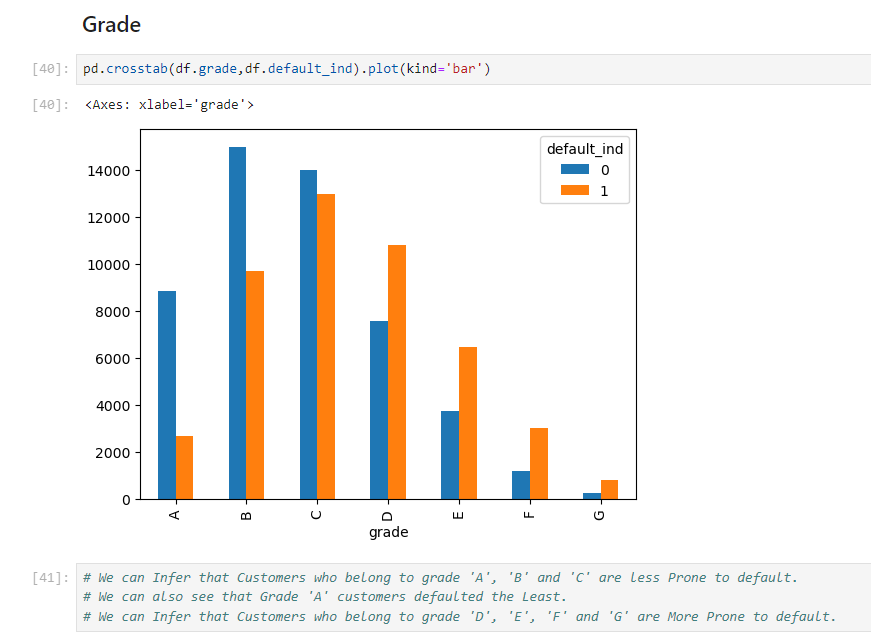 Grade
[40]: pd.crosstab(df.grade,df.default_ind).plot(kind='bar')
[40]: <Axes: xlabel='grade'>
default_ind
0
1
14000
12000
10000
8000
6000
4000
2000
0
A B C D E F G
grade
[41]: # We can Infer that Customers who belong to grade 'A', 'B' and 'C' are less Prone to default.
# We can also see that Grade 'A' customers defaulted the Least.
# We can Infer that Customers who belong to grade 'D', 'E', 'F' and 'G' are More Prone to default.